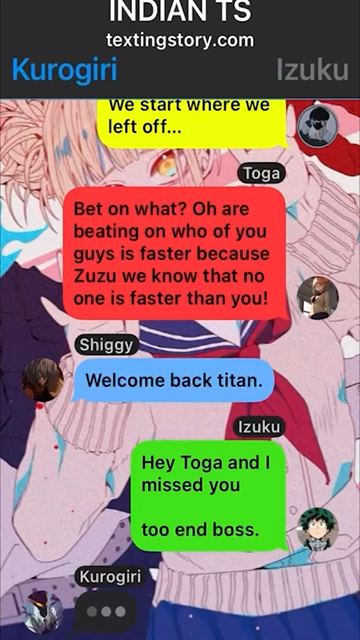 INDIAN TS
textingstory.com
Kurogiri
Izuku
We start where we
left off...
Toga
Bet on what? Oh are
beating on who of you
guys is faster because
Zuzu we know that no
one is faster than you!
Shiggy
Welcome back titan.
Izuku
Hey Toga and I
missed you
too end boss.
Kurogiri